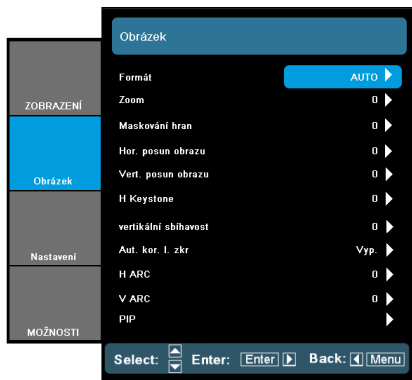 Obrázek
ZOBRAZENÍ
Obrázek
Nastavení
MOŽNOSTI
Formát AUTO
Zoom 0
Maskování hran 0
Hor. posun obrazu 0
Vert. posun obrazu 0
H Keystone 0
vertikální sbíhavost 0
Aut. kor. l. zkr Vyp.
H ARC 0
V ARC 0
PIP
Select: Enter: Enter Back: Menu